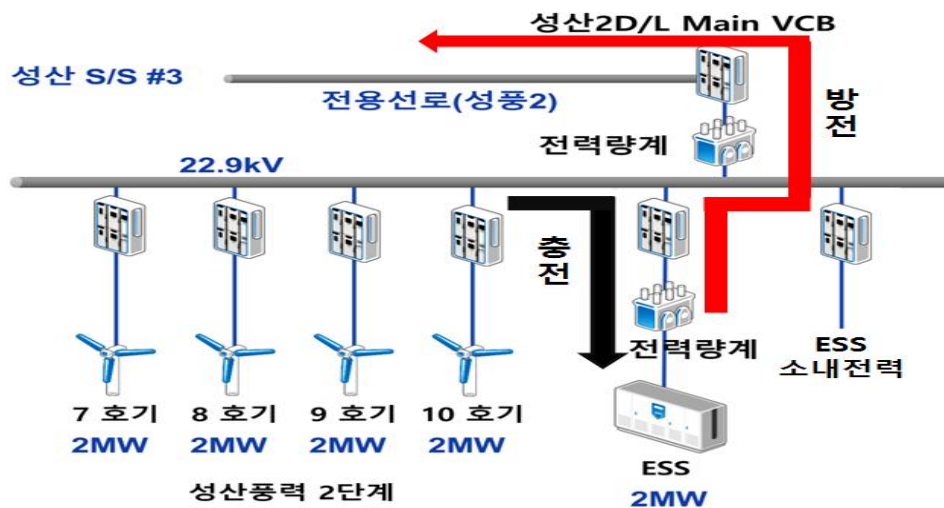 성산2D/L Main VCB
성산 S/S #3
전용선로(성풍2)
방전
전력량계
22.9kV
충전
전력량계
ESS
소내전력
7 호기
8 호기
9 호기
10 호기
2MW
2MW
2MW
2MW
ESS
2MW
성산풍력 2단계